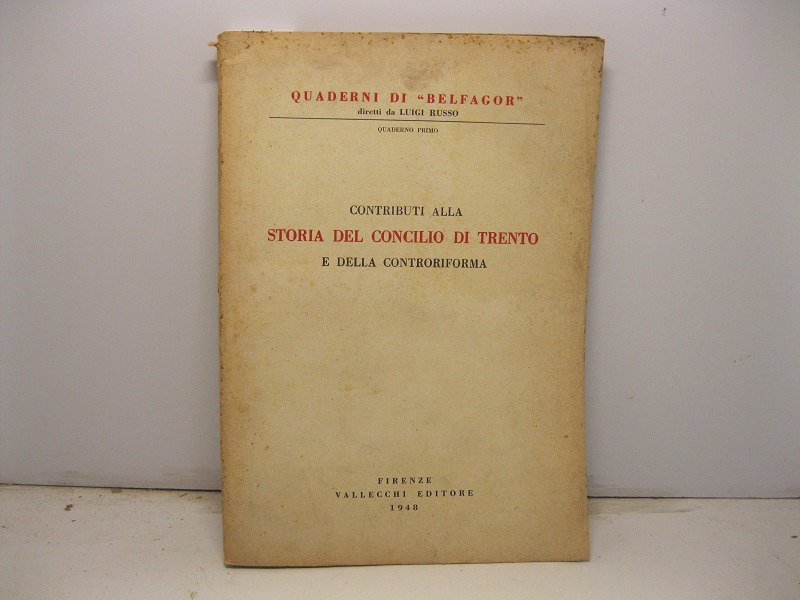 QUADERNI DI "BELFAGOR"
diretti da LUIGI RUSSO
QUADERNO PRIMO
CONTRIBUTI ALLA
STORIA DEL CONCILIO DI TRENTO
E DELLA CONTRORIFORMA
FIRENZE
VALLECCHI EDITORE
1948